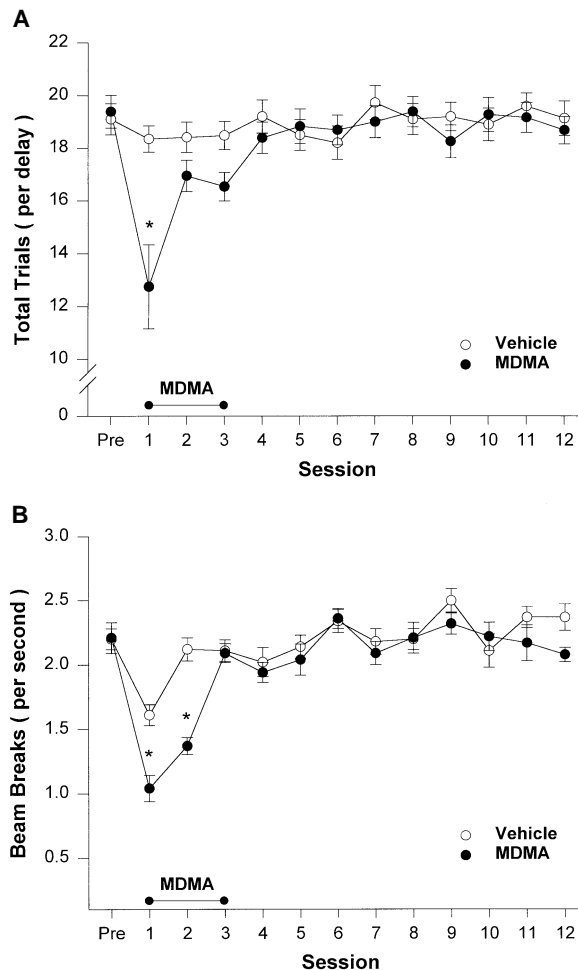 A
22
20
18
16
14
12
10
0
Total Trials ( per delay )
*
Vehicle
MDMA
MDMA
Pre 1 2 3 4 5 6 7 8 9 10 11 12
Session
B
3.0
2.5
2.0
1.5
1.0
0.5
Beam Breaks ( per second )
*
*
Vehicle
MDMA
MDMA
Pre 1 2 3 4 5 6 7 8 9 10 11 12
Session